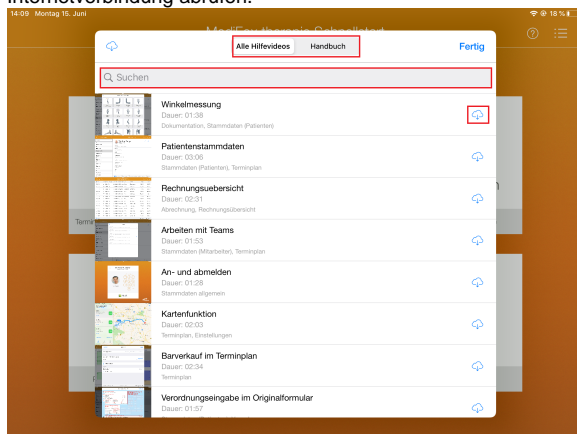 Internetverbindung abrufen.
14:09 Montag 15. Juni
18 %
MediFox therapie Schnellstart
Alle Hilfevideos
Handbuch
Fertig
Suchen
Winkelmessung
Dauer: 01:38
Dokumentation, Stammdaten (Patienten)
Patientenstammdaten
Dauer: 03:06
Stammdaten (Patienten), Terminplan
Rechnungsuebersicht
Dauer: 02:31
Abrechnung, Rechnungsübersicht
Arbeiten mit Teams
Dauer: 01:53
Stammdaten (Mitarbeiter), Terminplan
An- und abmelden
Dauer: 01:28
Stammdaten allgemein
Kartenfunktion
Dauer: 02:03
Terminplan, Einstellungen
Barverkauf im Terminplan
Dauer: 02:34
Terminplan
Verordnungseingabe im Originalformular
Dauer: 01:57